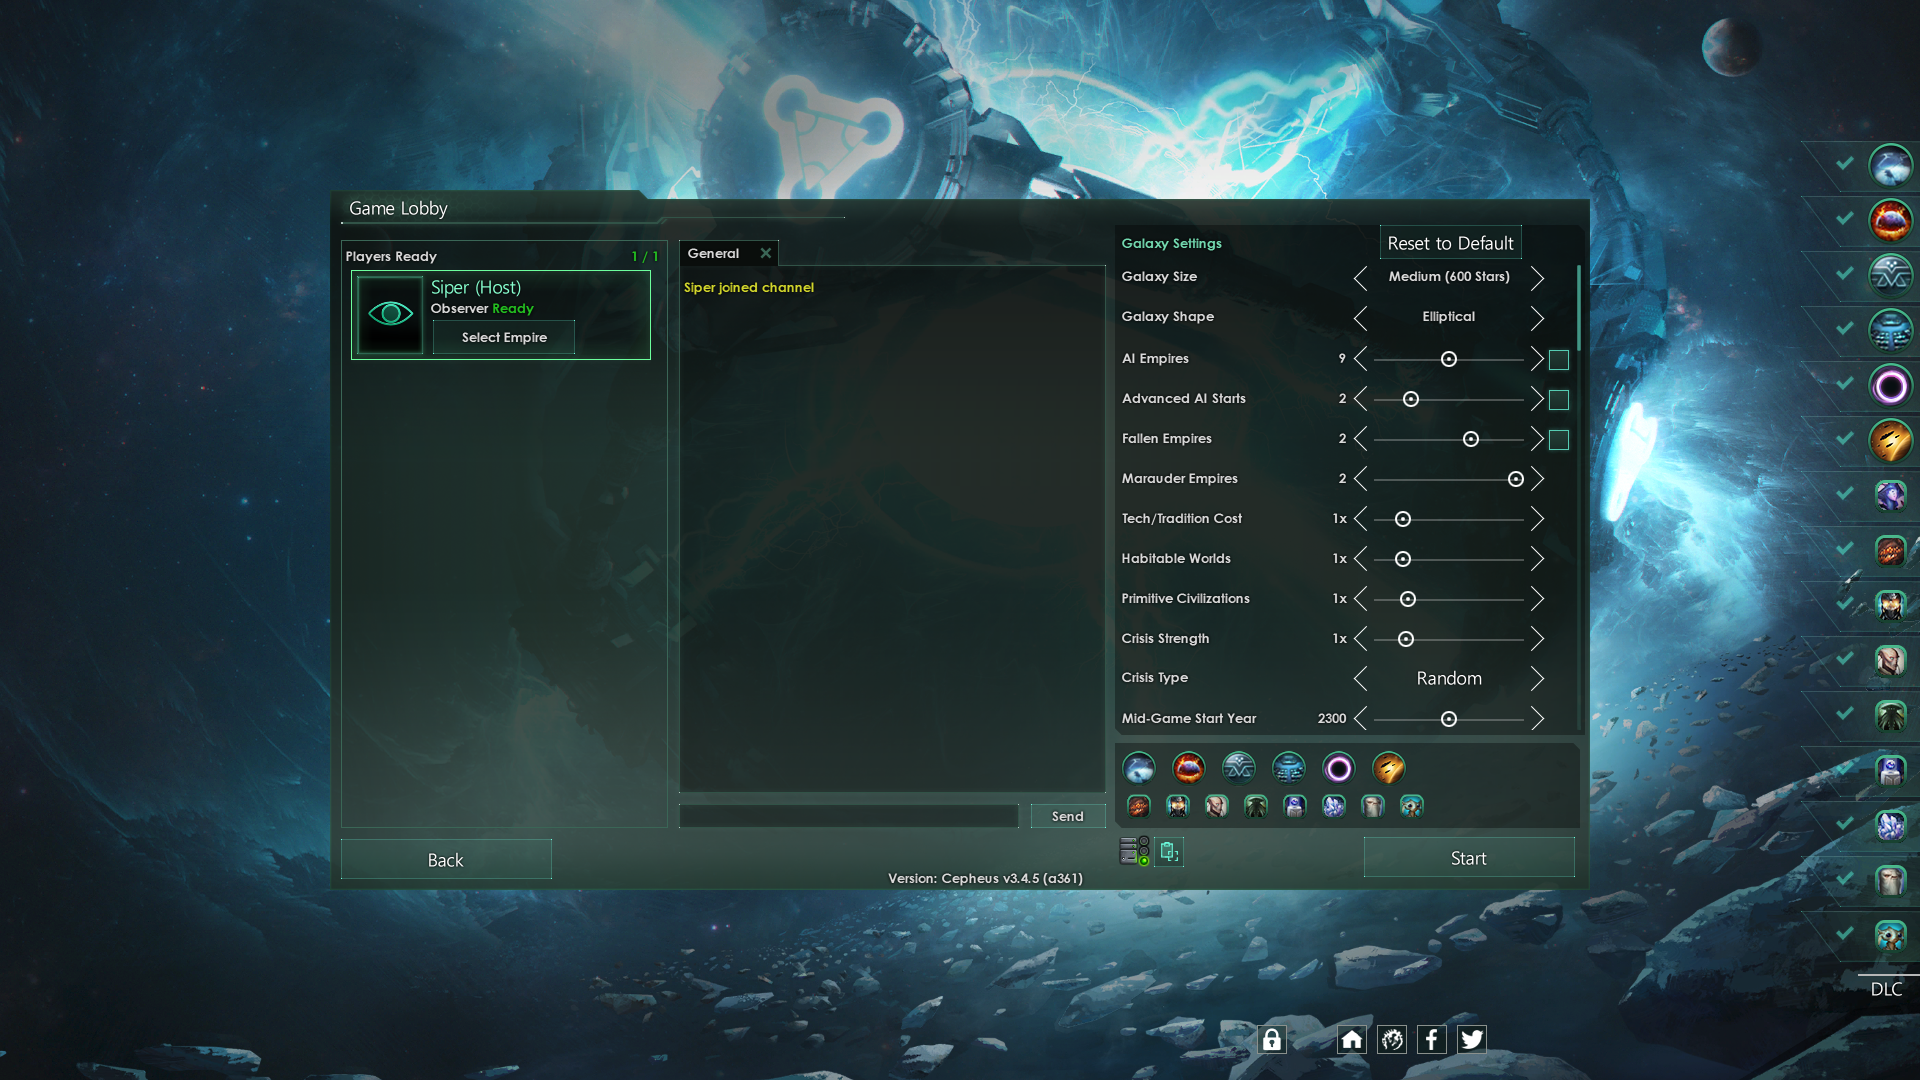 Game Lobby
Players Ready 1 / 1
Siper (Host)
Observer Ready
Select Empire
General
Siper joined channel
Send
Back
Version: Cepheus v3.4.5 (a361)
Galaxy Settings
Reset to Default
Galaxy Size Medium (600 Stars)
Galaxy Shape Elliptical
AI Empires 9
Advanced AI Starts 2
Fallen Empires 2
Marauder Empires 2
Tech/Tradition Cost 1x
Habitable Worlds 1x
Primitive Civilizations 1x
Crisis Strength 1x
Crisis Type Random
Mid-Game Start Year 2300
Start
DLC